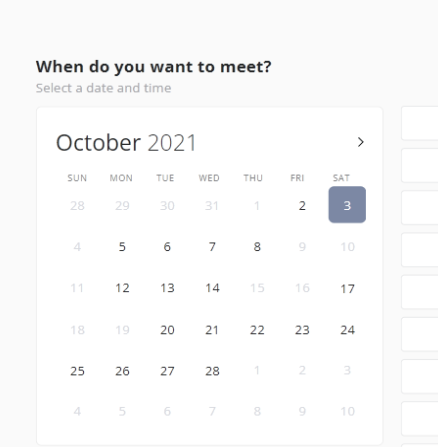 When do you want to meet?
Select a date and time
October 2021
SUN MON TUE WED THU FRI SAT
28 29 30 31 1 2 3
4 5 6 7 8 9 10
11 12 13 14 15 16 17
18 19 20 21 22 23 24
25 26 27 28 1 2 3
4 5 6 7 8 9 10